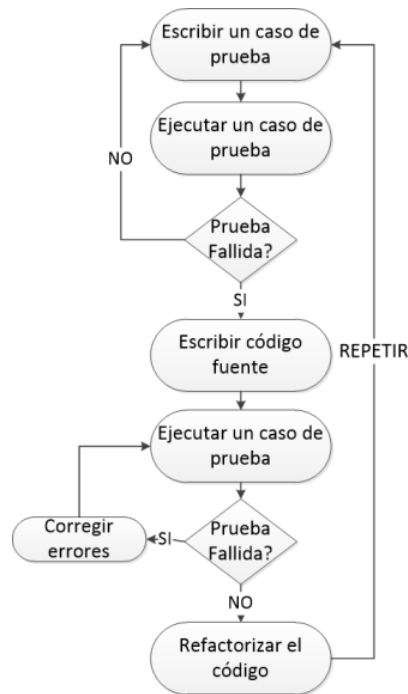 Escribir un caso de
prueba
Ejecutar un caso de
prueba
NO
Prueba
Fallida?
SI
Escribir código
fuente
REPETIR
Ejecutar un caso de
prueba
Corregir
errores
SI
Prueba
Fallida?
NO
Refactorizar el
código